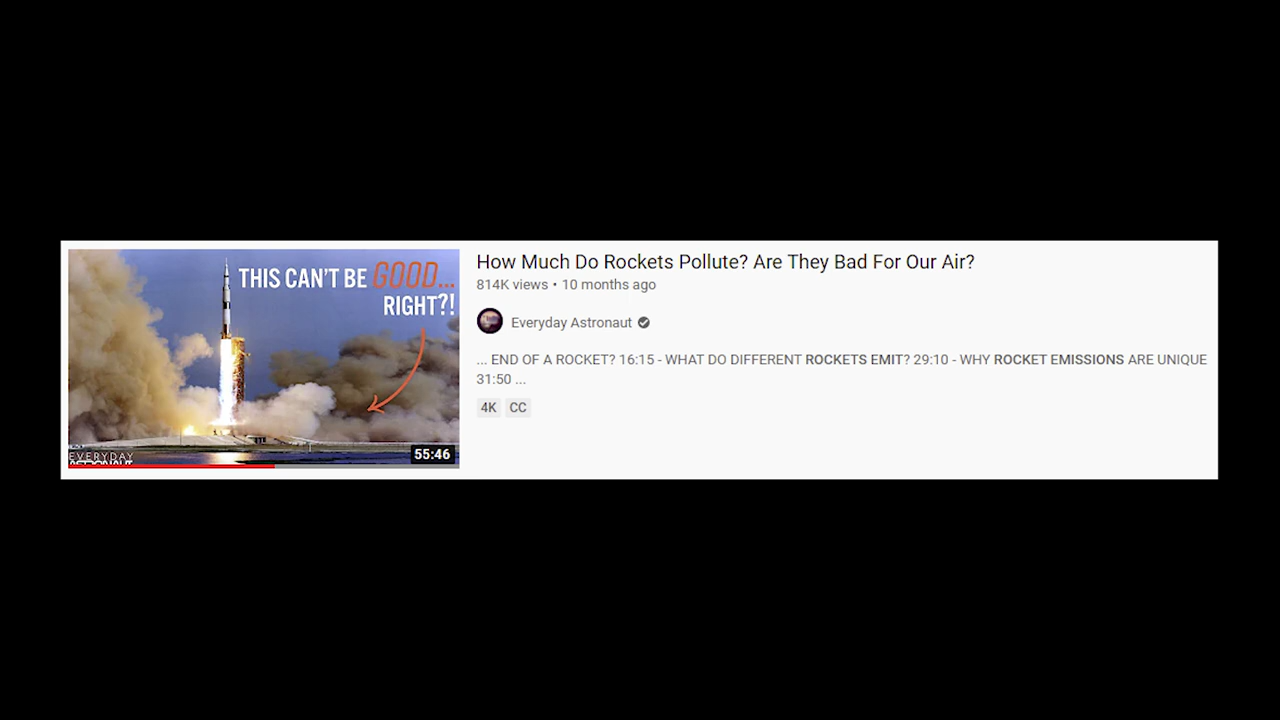 THIS CAN'T BE GOOD...
RIGHT?!
EVERYDAY
ASTRONAUT
55:46
How Much Do Rockets Pollute? Are They Bad For Our Air?
814K views • 10 months ago
Everyday Astronaut
... END OF A ROCKET? 16:15 - WHAT DO DIFFERENT ROCKETS EMIT? 29:10 - WHY ROCKET EMISSIONS ARE UNIQUE
31:50 ...
4K CC